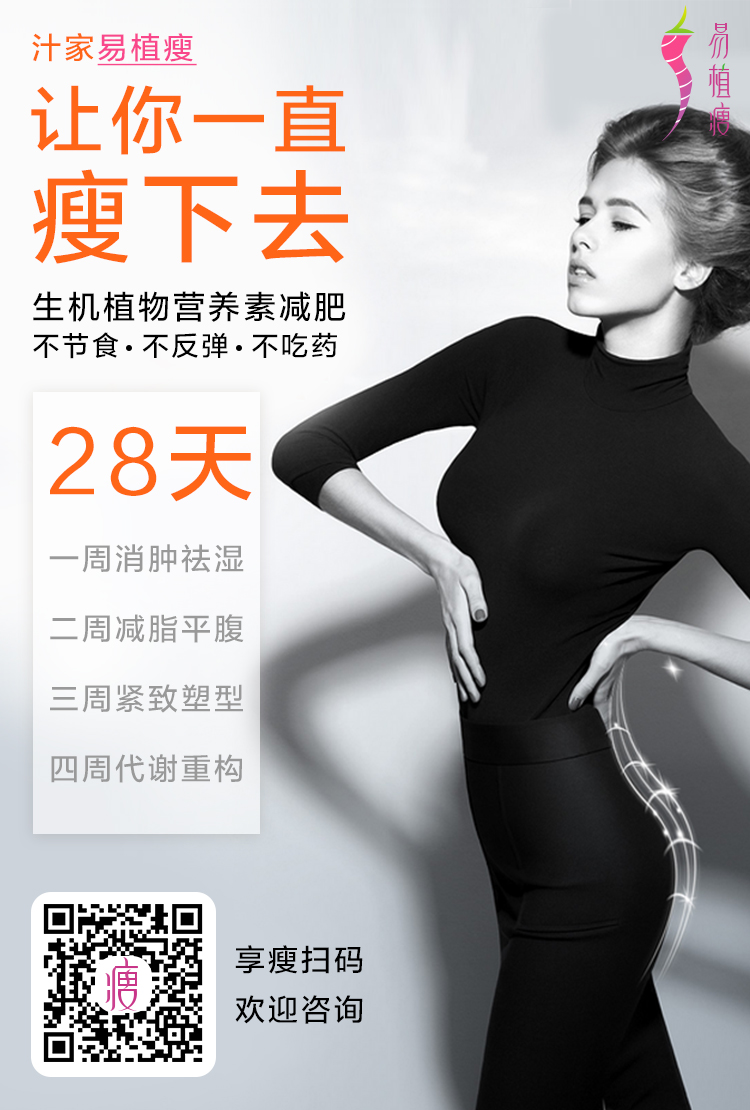 汁家易植瘦
易植瘦
让你一直
瘦下去
生机植物营养素减肥
不节食·不反弹·不吃药
28天
一周消肿祛湿
二周减脂平腹
三周紧致塑型
四周代谢重构
瘦
享瘦扫码
欢迎咨询